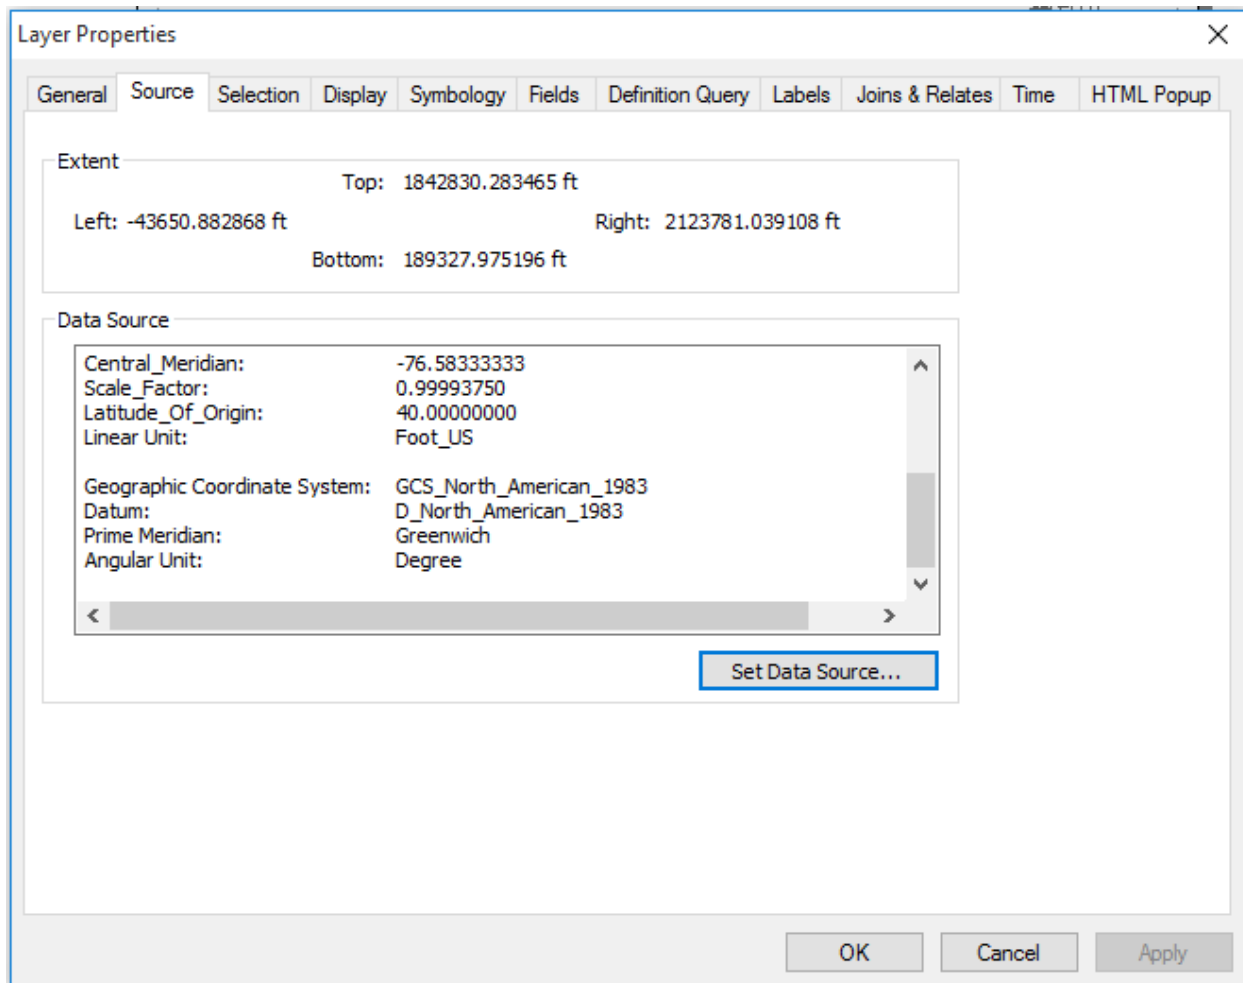 Layer Properties
General Source Selection Display Symbology Fields Definition Query Labels Joins & Relates Time HTML Popup
Extent
Top: 1842830.283465 ft
Left: -43650.882868 ft Right: 2123781.039108 ft
Bottom: 189327.975196 ft
Data Source
Central_Meridian: -76.58333333
Scale_Factor: 0.99993750
Latitude_Of_Origin: 40.00000000
Linear Unit: Foot_US
Geographic Coordinate System: GCS_North_American_1983
Datum: D_North_American_1983
Prime Meridian: Greenwich
Angular Unit: Degree
Set Data Source...
OK Cancel Apply